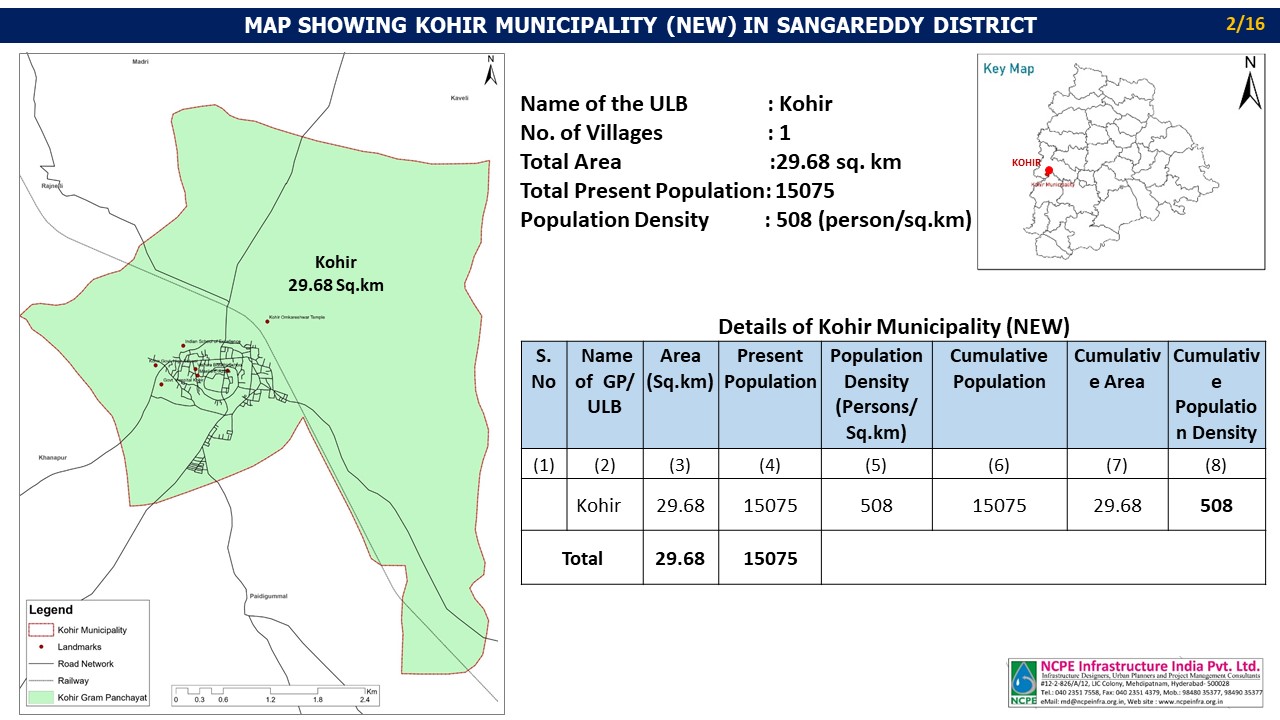 MAP SHOWING KOHIR MUNICIPALITY (NEW) IN SANGAREDDY DISTRICT
2/16
Madri
N
Kaveli
Rajneli
Kohir
29.68 Sq.km
Kohir Omkareshwar Temple
Indian School of Excellence
Govt. Hospital Kohir
Khanapur
Paidigummal
Legend
Kohir Municipality
Landmarks
Road Network
Railway
Kohir Gram Panchayat
Km
0 0.3 0.6 1.2 1.8 2.4
Name of the ULB : Kohir
No. of Villages : 1
Total Area :29.68 sq. km
Total Present Population: 15075
Population Density : 508 (person/sq.km)
Key Map
N
KOHIR
Kohir Municipality
Details of Kohir Municipality (NEW)
S. No Name of GP/ ULB Area (Sq.km) Present Population Population Density (Persons/ Sq.km) Cumulative Population Cumulativ e Area Cumulativ e Populatio n Density
(1) (2) (3) (4) (5) (6) (7) (8)
Kohir 29.68 15075 508 15075 29.68 508
Total 29.68 15075
NCPE Infrastructure India Pvt. Ltd.
Infrastructure Designers, Urban Planners and Project Management Consultants
#12-2-826/A/12, LIC Colony, Mehdipatnam, Hyderabad- 500028
Tel.: 040 2351 7558, Fax: 040 2351 4379, Mob.: 98480 35377, 98490 35377
NCPE
eMail: md@ncpeinfra.org.in, Web site : www.ncpeinfra.org.in